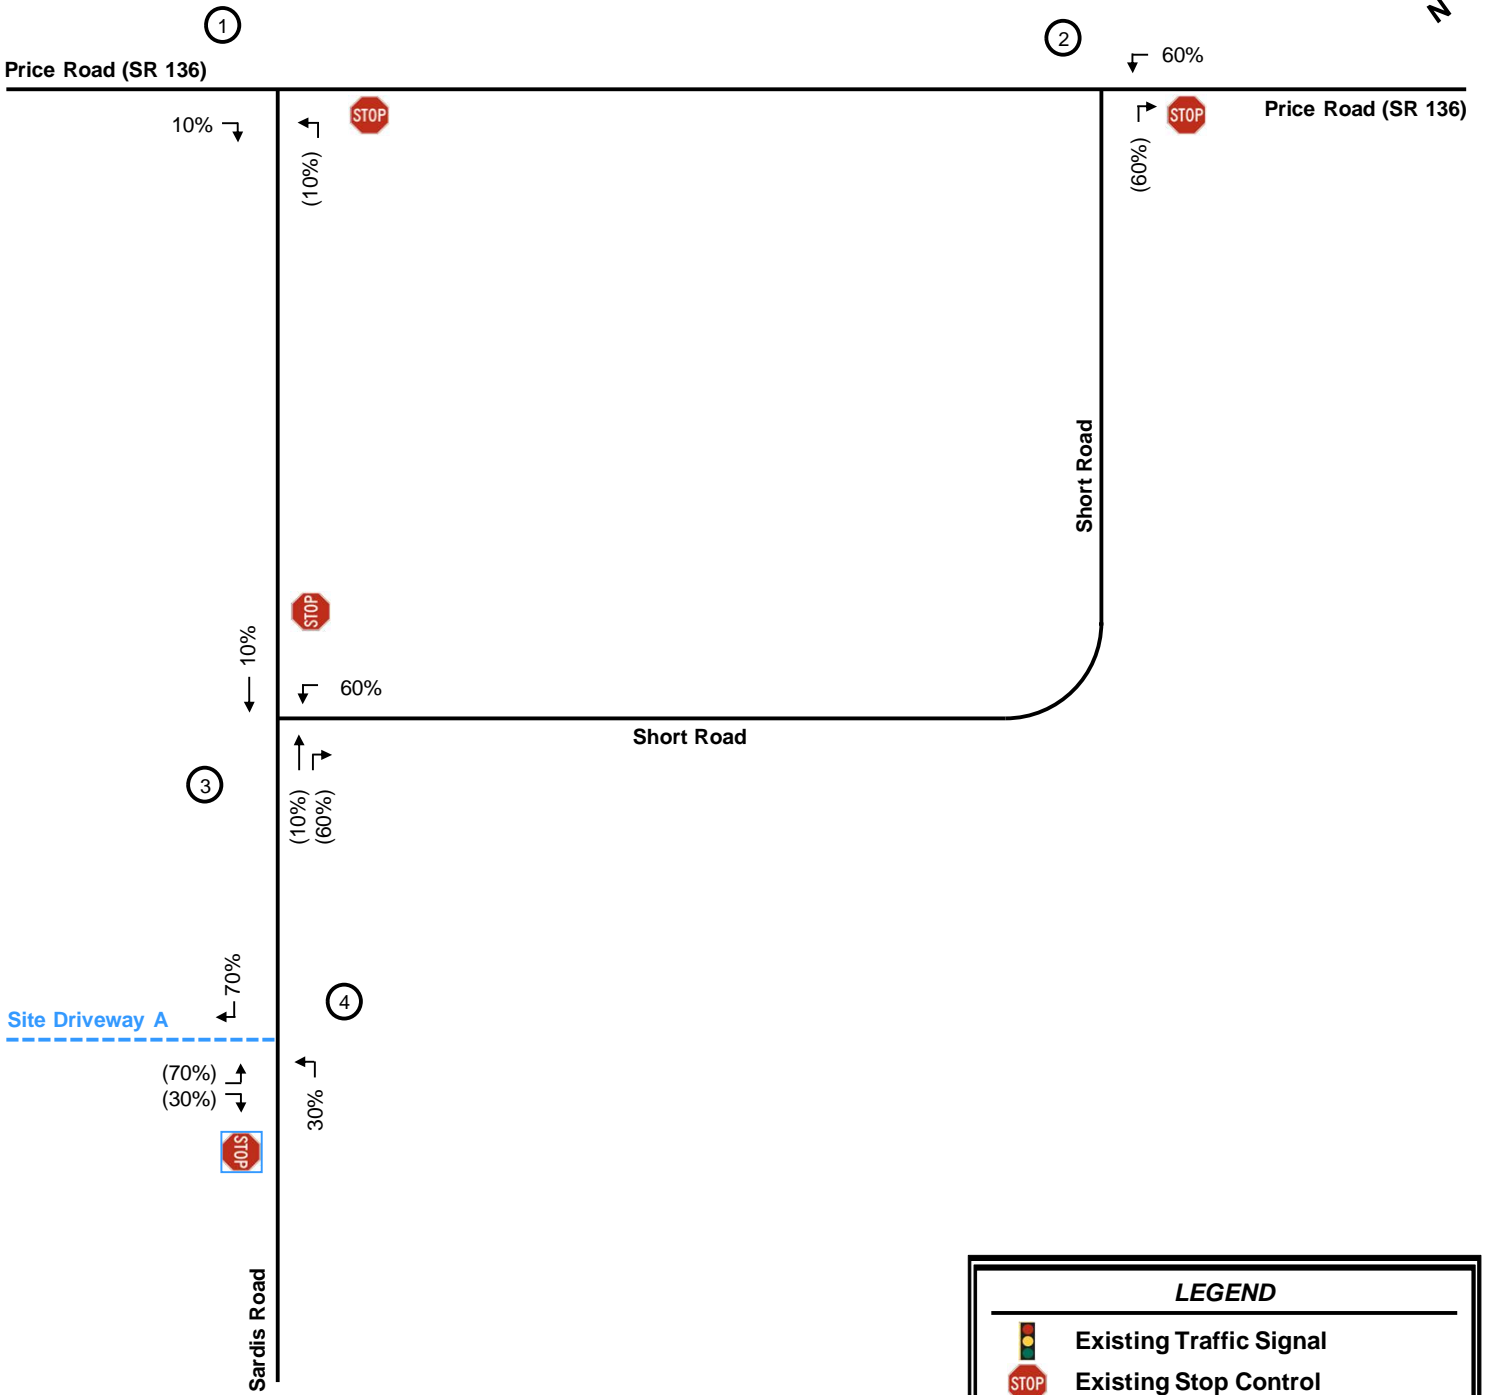 N
1
2
60%
Price Road (SR 136)
STOP
STOP
Price Road (SR 136)
10%
(10%)
(60%)
Short Road
STOP
10%
60%
Short Road
3
(10%)
(60%)
70%
4
Site Driveway A
(70%)
(30%)
30%
STOP
Sardis Road
LEGEND
Existing Traffic Signal
STOP Existing Stop Control